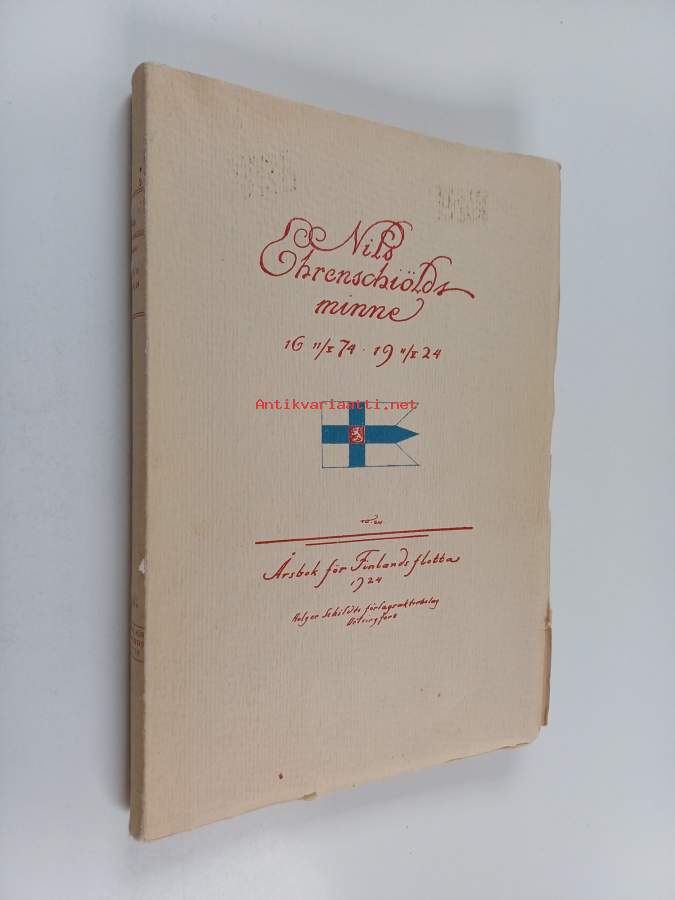 Nils
Ehrenschiölds
minne
16 11/I 74 · 19 11/I 24
Antikvariaatti.net
Årsbok för Finlands flotta
1924
Holger Schildts förlagsaktiebolag
Helsingfors